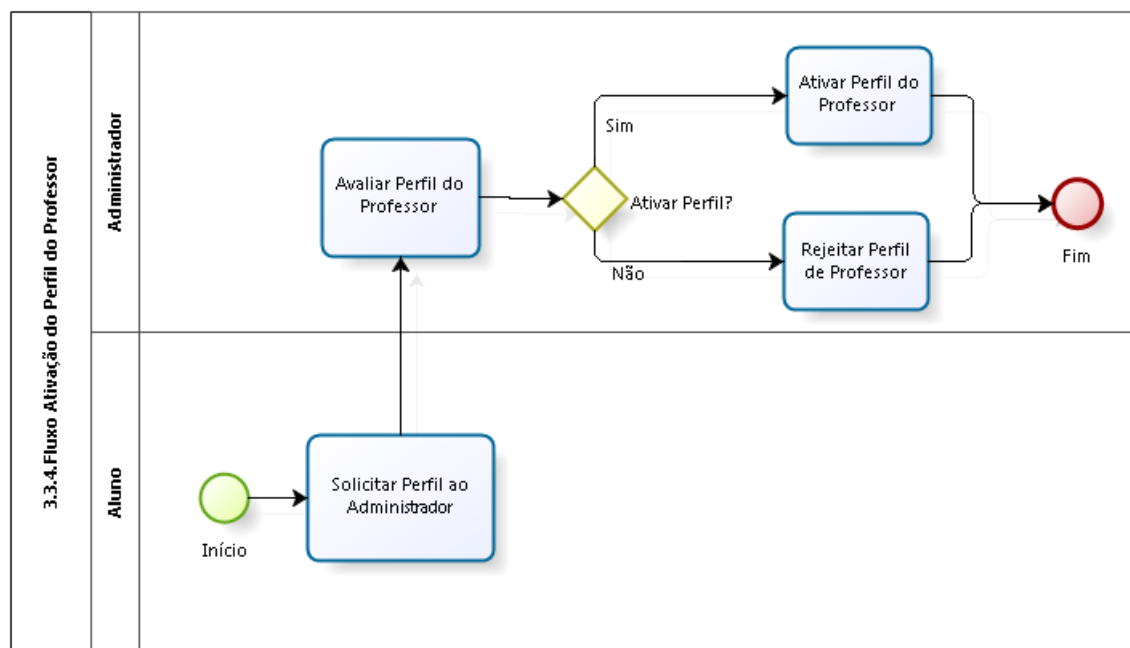 3.3.4.Fluxo Ativação do Perfil do Professor
Administrador
Avaliar Perfil do
Professor
Ativar Perfil?
Sim
Ativar Perfil do
Professor
Não
Rejeitar Perfil
de Professor
Fim
Aluno
Início
Solicitar Perfil ao
Administrador